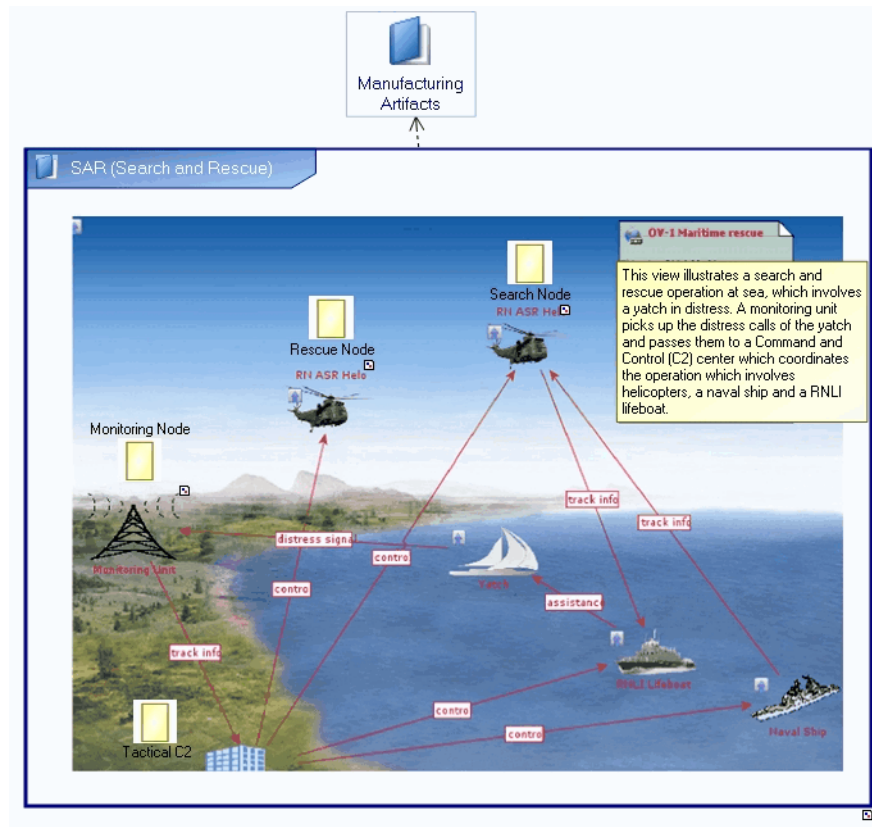 Manufacturing
Artifacts
SAR (Search and Rescue)
OV-1 Maritime rescue
This view illustrates a search and
rescue operation at sea, which involves
a yatch in distress. A monitoring unit
picks up the distress calls of the yatch
and passes them to a Command and
Control (C2) center which coordinates
the operation which involves
helicopters, a naval ship and a RNLI
lifeboat.
Search Node
RN ASR Helo
Rescue Node
RN ASR Helo
Monitoring Node
Monitoring Unit
distress signal
contro
contro
track info
track info
track info
Yatch
assistance
RNLI Lifeboat
Naval Ship
contro
contro
Tactical C2